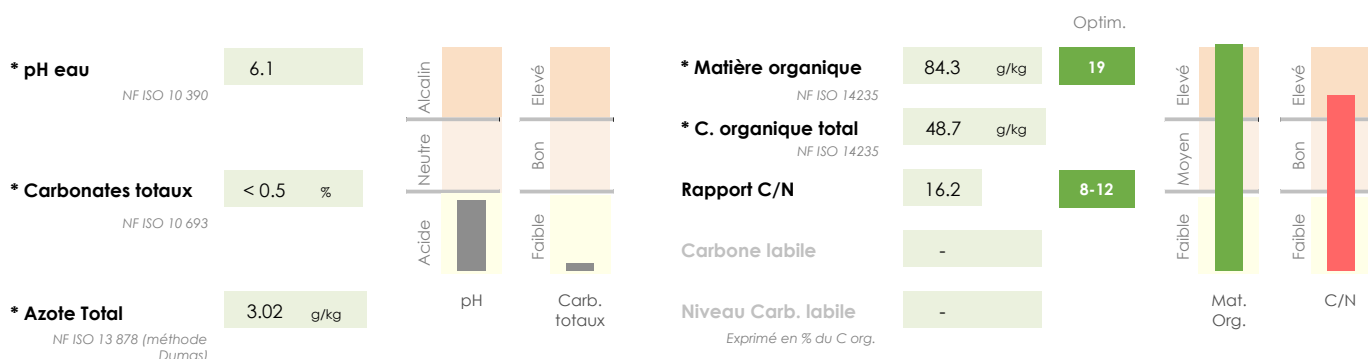 * pH eau
6.1
NF ISO 10 390
* Carbonates totaux
< 0.5 %
NF ISO 10 693
* Azote Total
3.02 g/kg
NF ISO 13 878 (méthode
Dumas)
Alcalin
Neutre
Acide
pH
Elevé
Bon
Faible
Carb.
totaux
Optim.
* Matière organique
84.3 g/kg
19
NF ISO 14235
* C. organique total
48.7 g/kg
NF ISO 14235
Rapport C/N
16.2
8-12
Carbone labile
-
Niveau Carb. labile
-
Exprimé en % du C org.
Elevé
Moyen
Faible
Mat.
Org.
Elevé
Bon
Faible
C/N